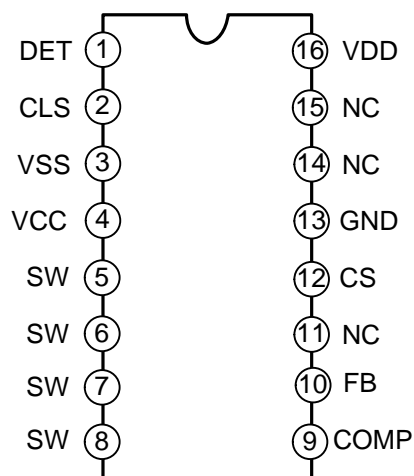 DET 1 16 VDD
CLS 2 15 NC
VSS 3 14 NC
VCC 4 13 GND
SW 5 12 CS
SW 6 11 NC
SW 7 10 FB
SW 8 9 COMP